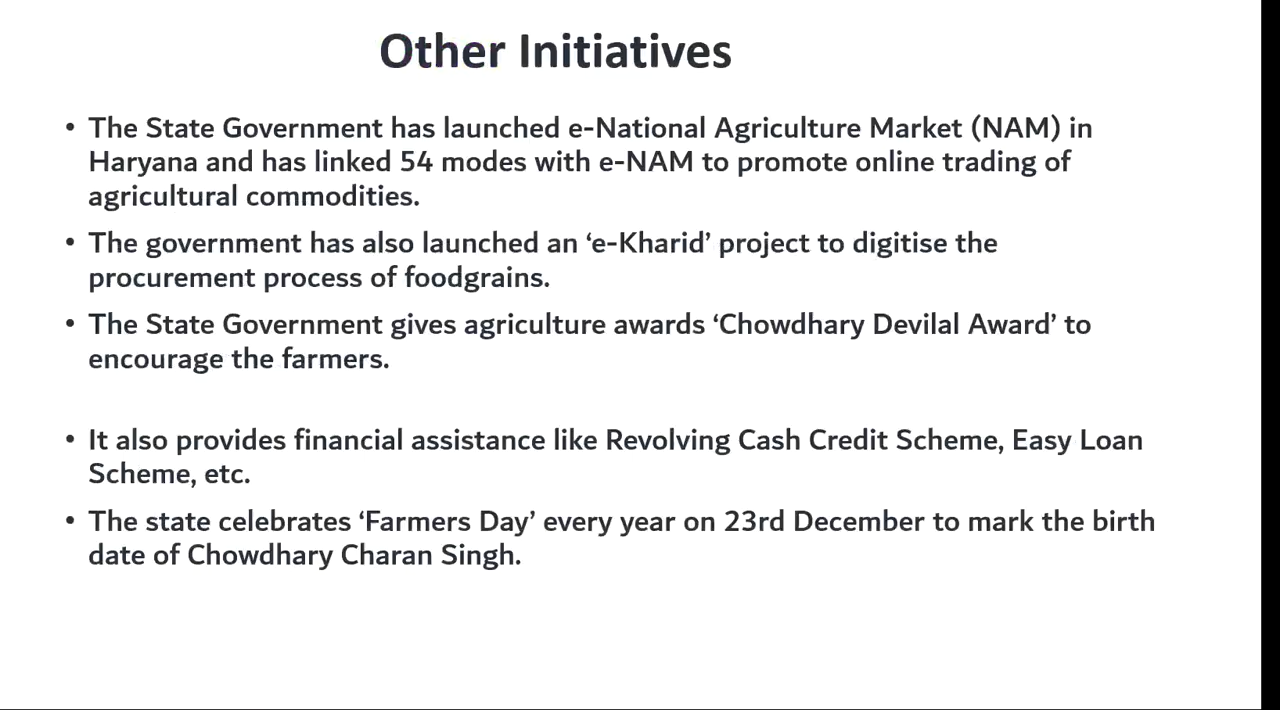 Other Initiatives
• The State Government has launched e-National Agriculture Market (NAM) in
Haryana and has linked 54 modes with e-NAM to promote online trading of
agricultural commodities.
• The government has also launched an ‘e-Kharid’ project to digitise the
procurement process of foodgrains.
• The State Government gives agriculture awards ‘Chowdhary Devilal Award’ to
encourage the farmers.
• It also provides financial assistance like Revolving Cash Credit Scheme, Easy Loan
Scheme, etc.
• The state celebrates ‘Farmers Day’ every year on 23rd December to mark the birth
date of Chowdhary Charan Singh.